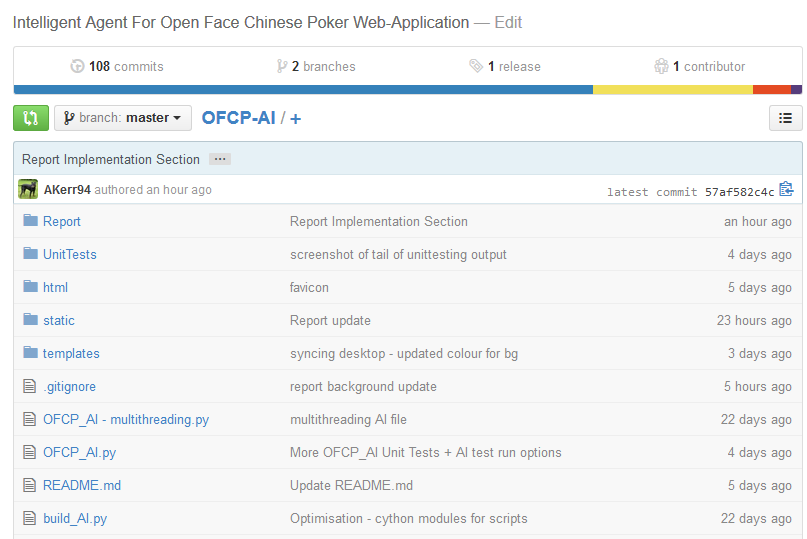 Intelligent Agent For Open Face Chinese Poker Web-Application — Edit
108 commits 2 branches 1 release 1 contributor
branch: master OFCP-AI / +
Report Implementation Section ...
AKerr94 authored an hour ago latest commit 57af582c4c
Report Report Implementation Section an hour ago
UnitTests screenshot of tail of unittesting output 4 days ago
html favicon 5 days ago
static Report update 23 hours ago
templates syncing desktop - updated colour for bg 3 days ago
.gitignore report background update 5 hours ago
OFCP_AI - multithreading.py multithreading AI file 22 days ago
OFCP_AI.py More OFCP_AI Unit Tests + AI test run options 4 days ago
README.md Update README.md 5 days ago
build_AI.py Optimisation - cython modules for scripts 22 days ago